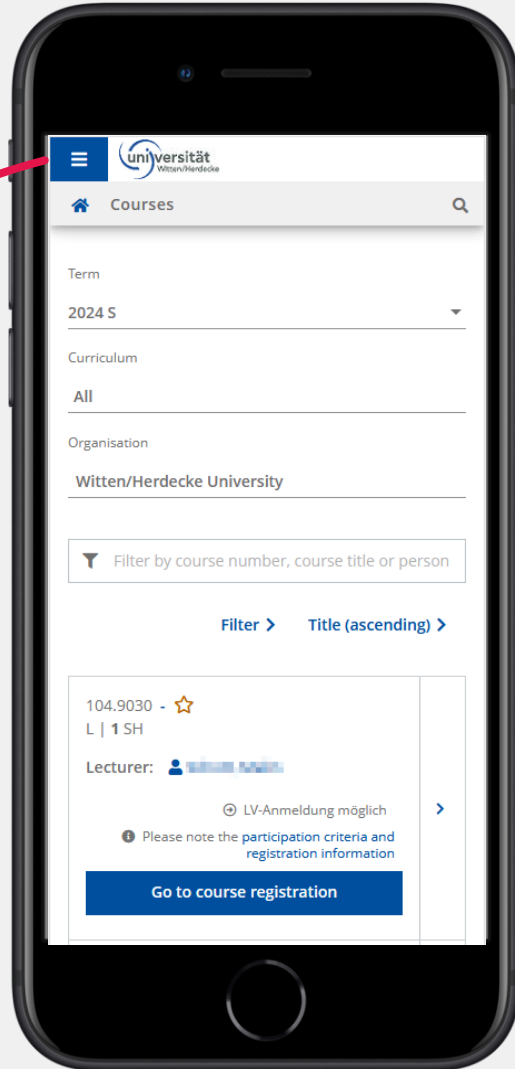 universität
Witten/Herdecke
Courses
Term
2024 S
Curriculum
All
Organisation
Witten/Herdecke University
Filter by course number, course title or person
Filter
Title (ascending)
104.9030 -
L | 1 SH
Lecturer:
LV-Anmeldung möglich
Please note the participation criteria and
registration information
Go to course registration